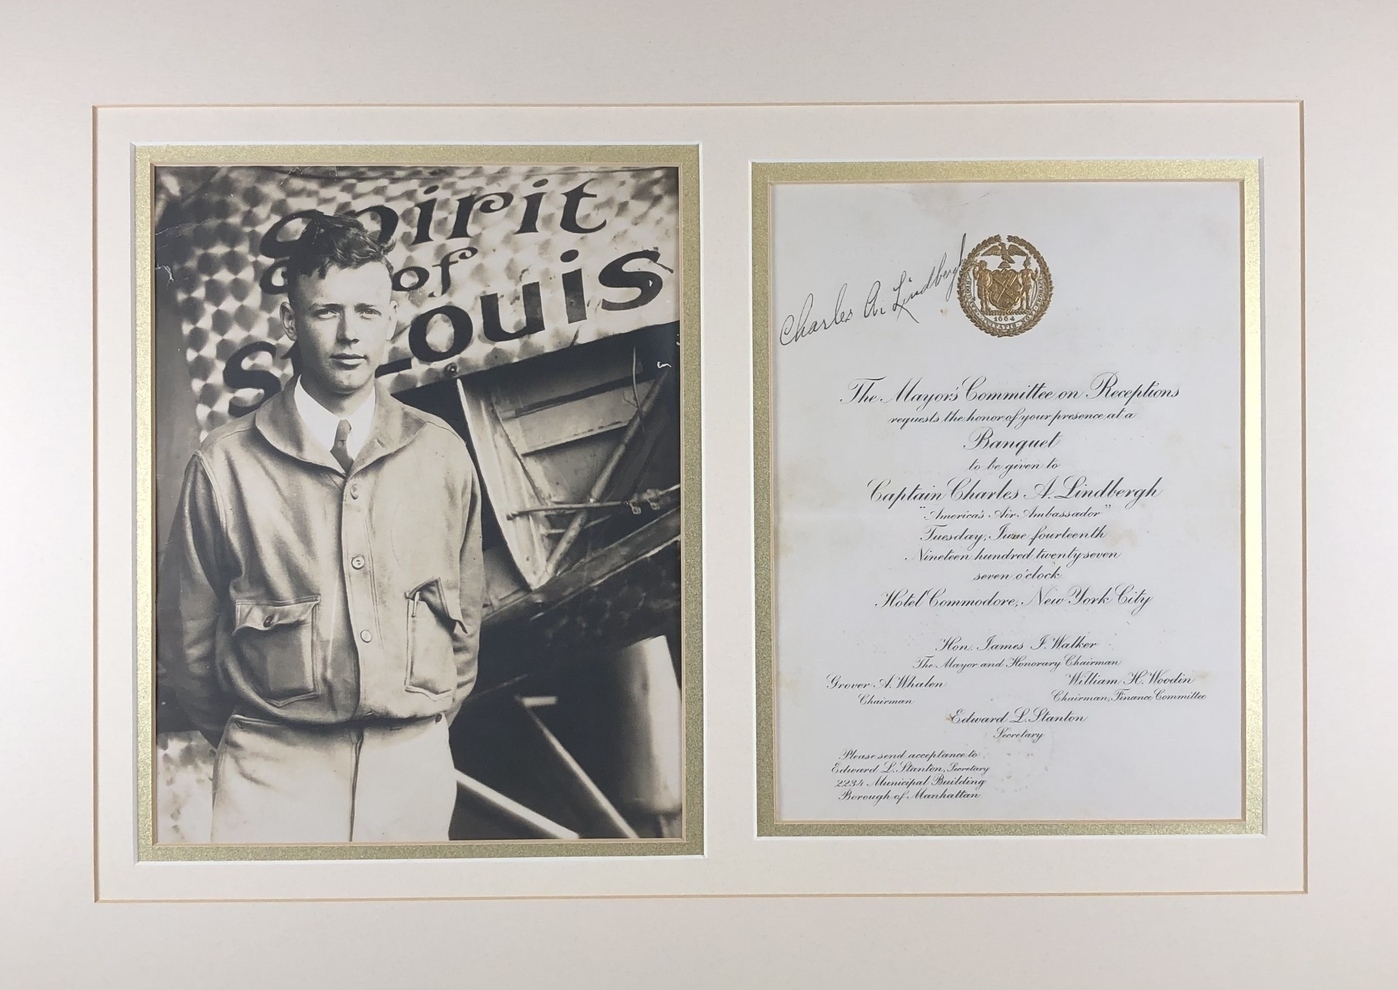 Spirit
of
St. Louis
Charles A. Lindbergh
1664
The Mayor's Committee on Receptions
requests the honor of your presence at a
Banquet
to be given to
Captain Charles A. Lindbergh
"America's Air Ambassador"
Tuesday, June fourteenth
Nineteen hundred twenty seven
seven o'clock
Hotel Commodore, New York City
Hon. James J. Walker
The Mayor and Honorary Chairman
Grover A. Whalen
Chairman
William H. Woodin
Chairman, Finance Committee
Edward L. Stanton
Secretary
Please send acceptance to
Edward L. Stanton, Secretary
2234 Municipal Building
Borough of Manhattan